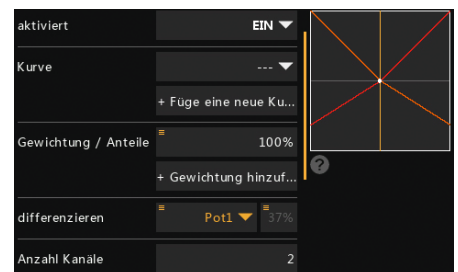 aktiviert EIN
Kurve ---
+ Füge eine neue Ku...
Gewichtung / Anteile 100%
+ Gewichtung hinzuf...
?
differenzieren Pot1 37%
Anzahl Kanäle 2